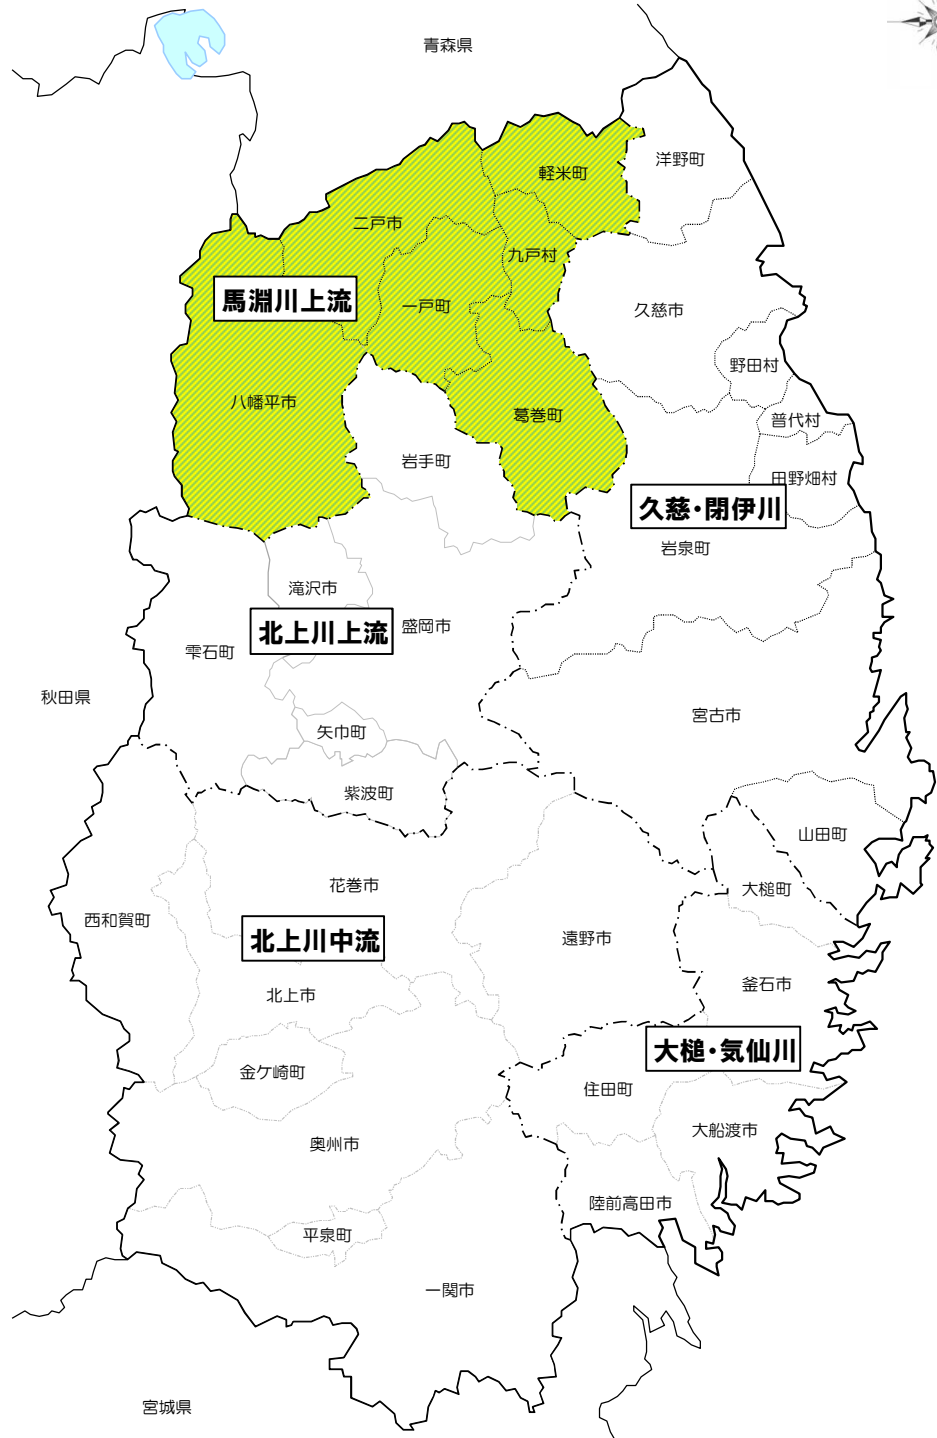 青森県
洋野町
軽米町
二戸市
九戸村
馬淵川上流
一戸町
久慈市
野田村
八幡平市
葛巻町
普代村
岩手町
田野畑村
久慈・閉伊川
岩泉町
滝沢市
北上川上流
盛岡市
雫石町
秋田県
宮古市
矢巾町
紫波町
山田町
花巻市
大槌町
西和賀町
北上川中流
遠野市
釜石市
北上市
大槌・気仙川
金ケ崎町
住田町
大船渡市
奥州市
陸前高田市
平泉町
一関市
宮城県